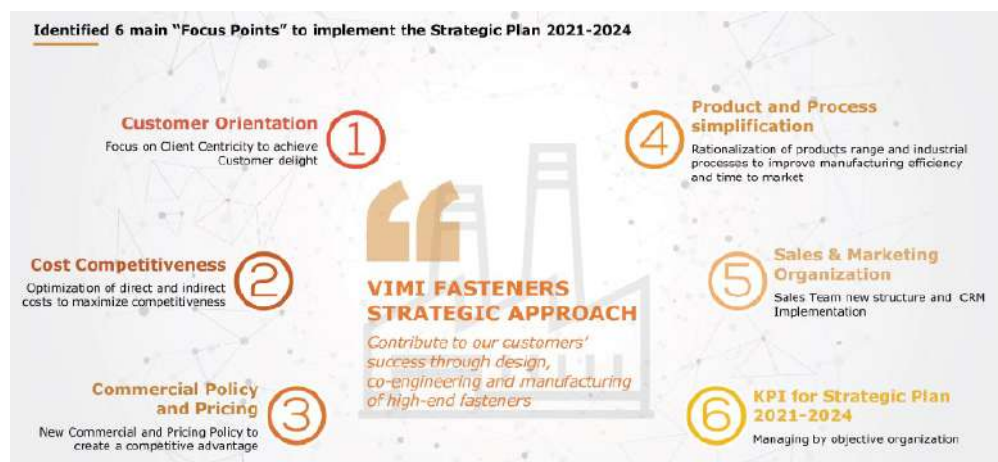 Identified 6 main “Focus Points” to implement the Strategic Plan 2021-2024
Customer Orientation
Focus on Client Centricity to achieve
Customer delight
1
Cost Competitiveness
Optimization of direct and indirect
costs to maximize competitiveness
2
Commercial Policy
and Pricing
New Commercial and Pricing Policy to
create a competitive advantage
3
“
VIMI FASTENERS
STRATEGIC APPROACH
Contribute to our customers’
success through design,
co-engineering and manufacturing
of high-end fasteners
4
Product and Process
simplification
Rationalization of products range and industrial
processes to improve manufacturing efficiency
and time to market
5
Sales & Marketing
Organization
Sales Team new structure and CRM
Implementation
6
KPI for Strategic Plan
2021-2024
Managing by objective organization